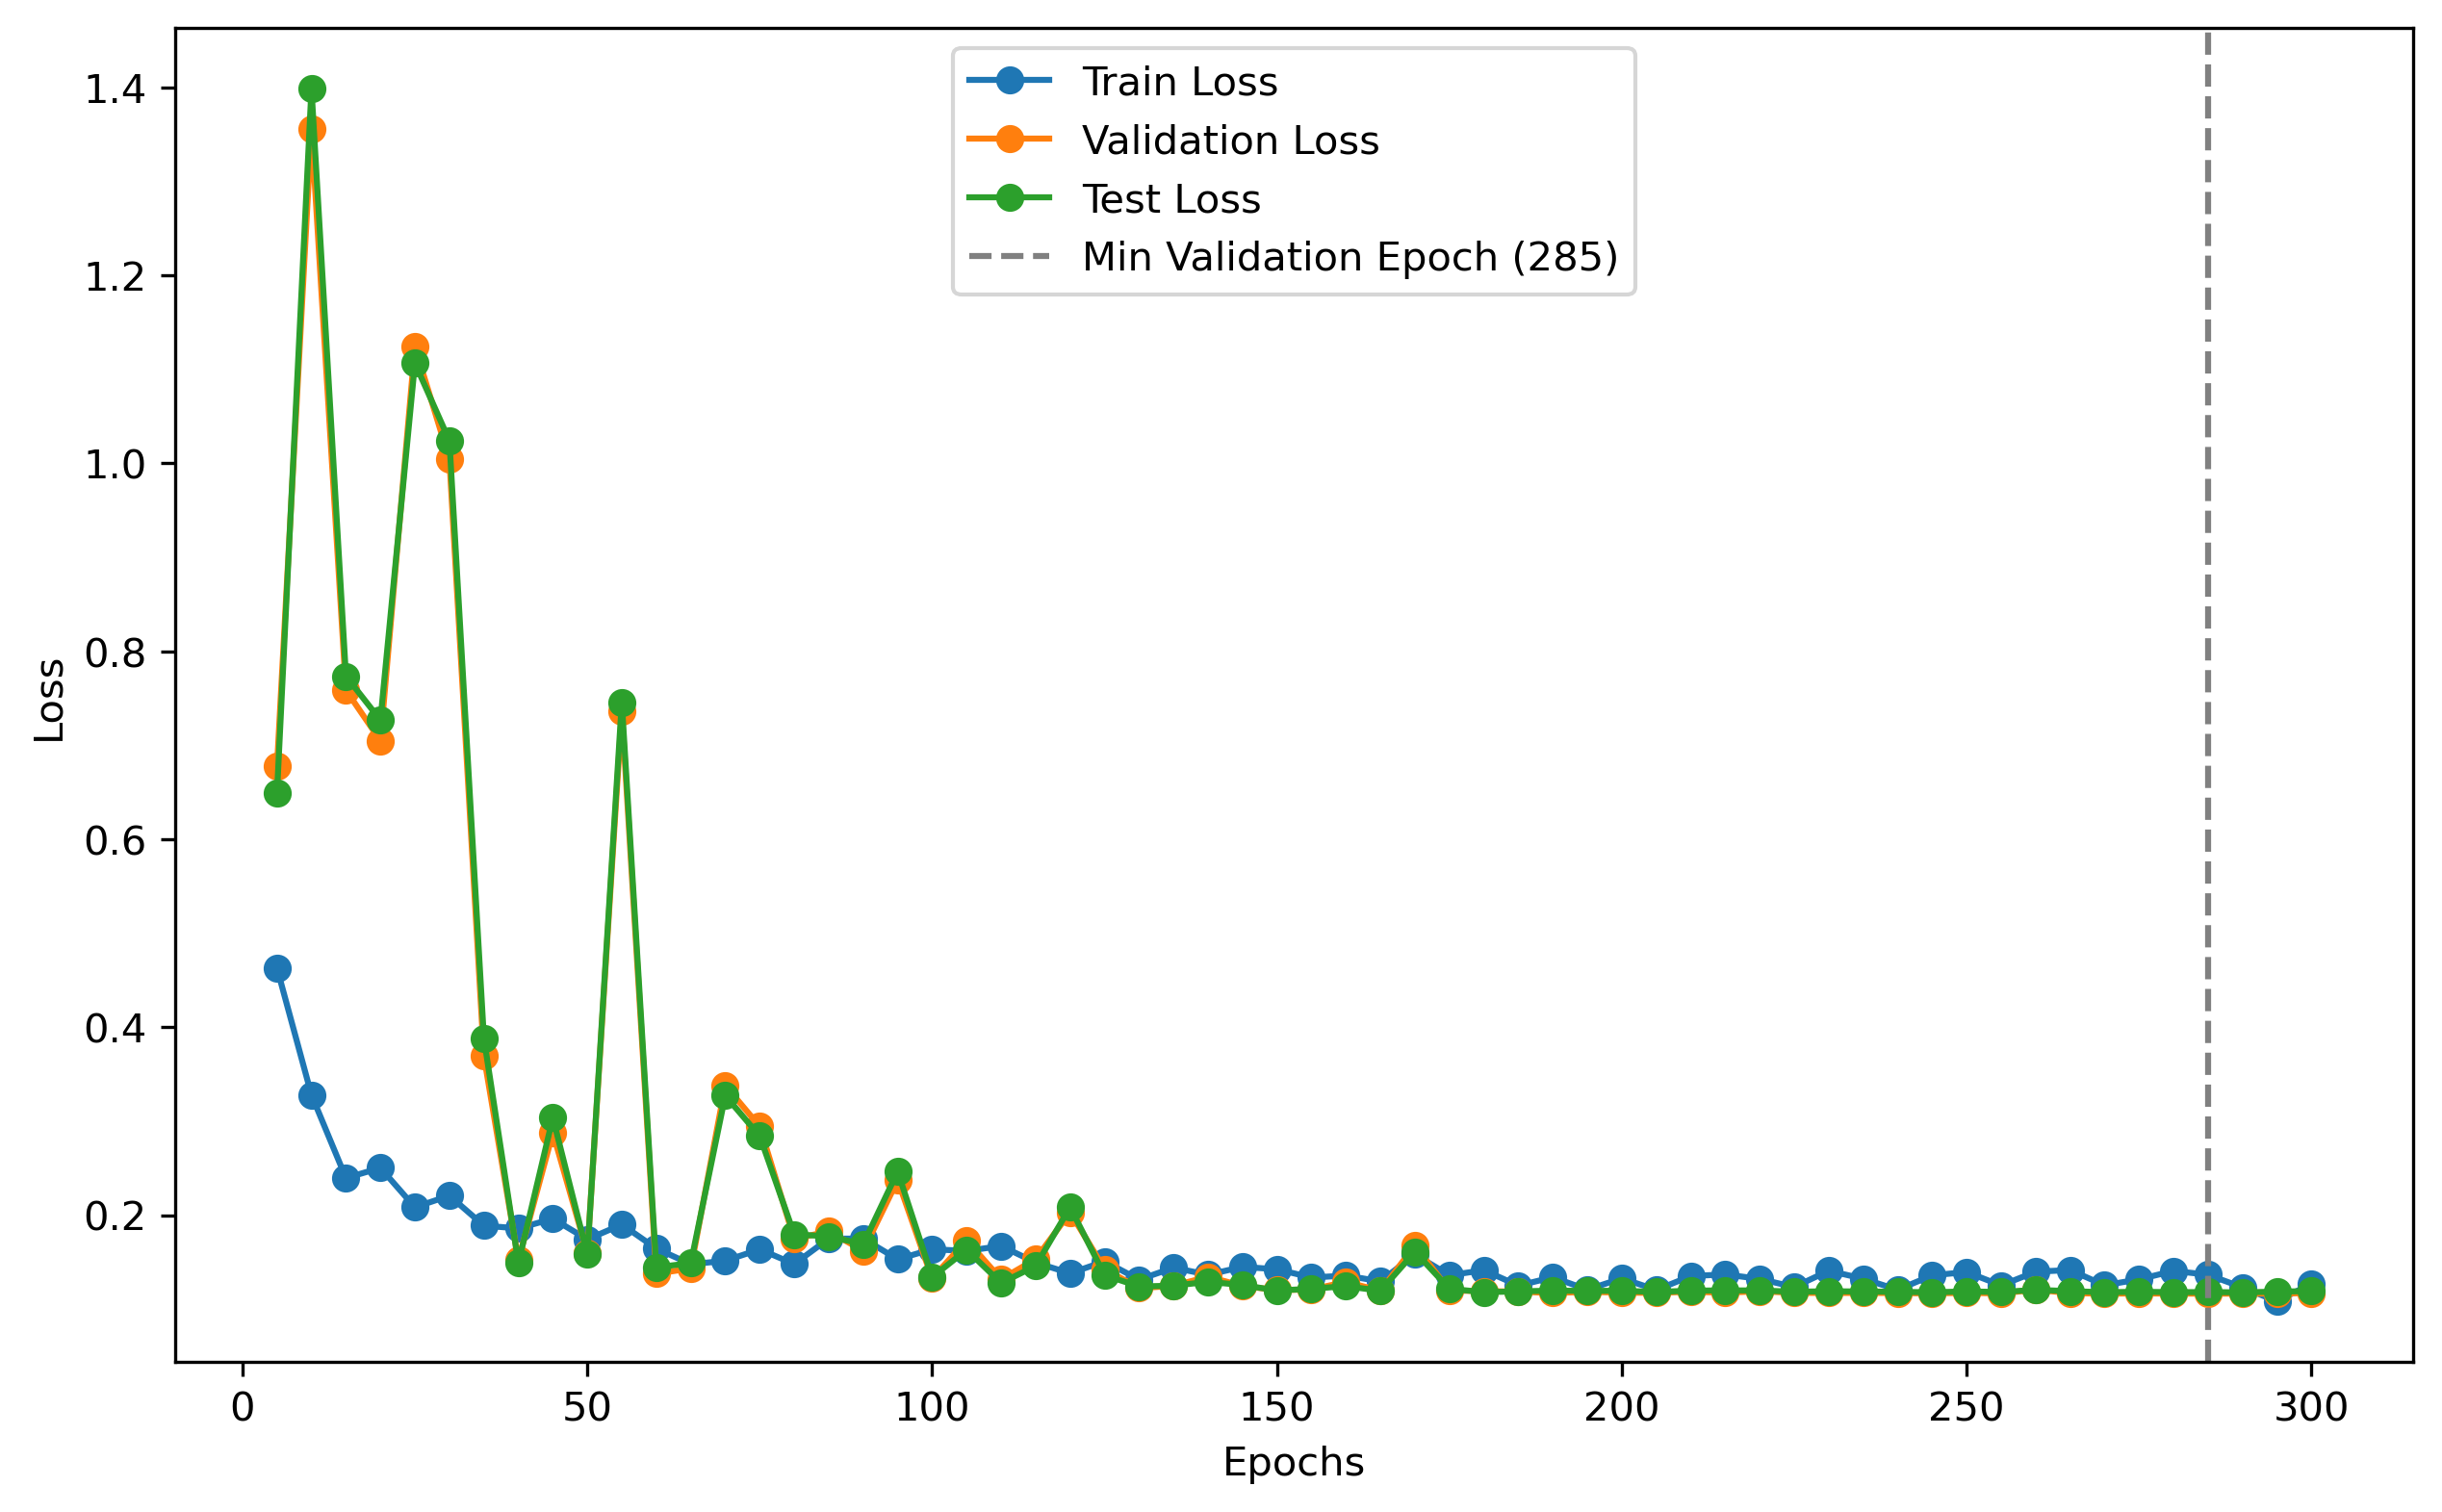 Train Loss
Validation Loss
Test Loss
Min Validation Epoch (285)
1.4
1.2
1.0
0.8
0.6
0.4
0.2
Loss
0 50 100 150 200 250 300
Epochs